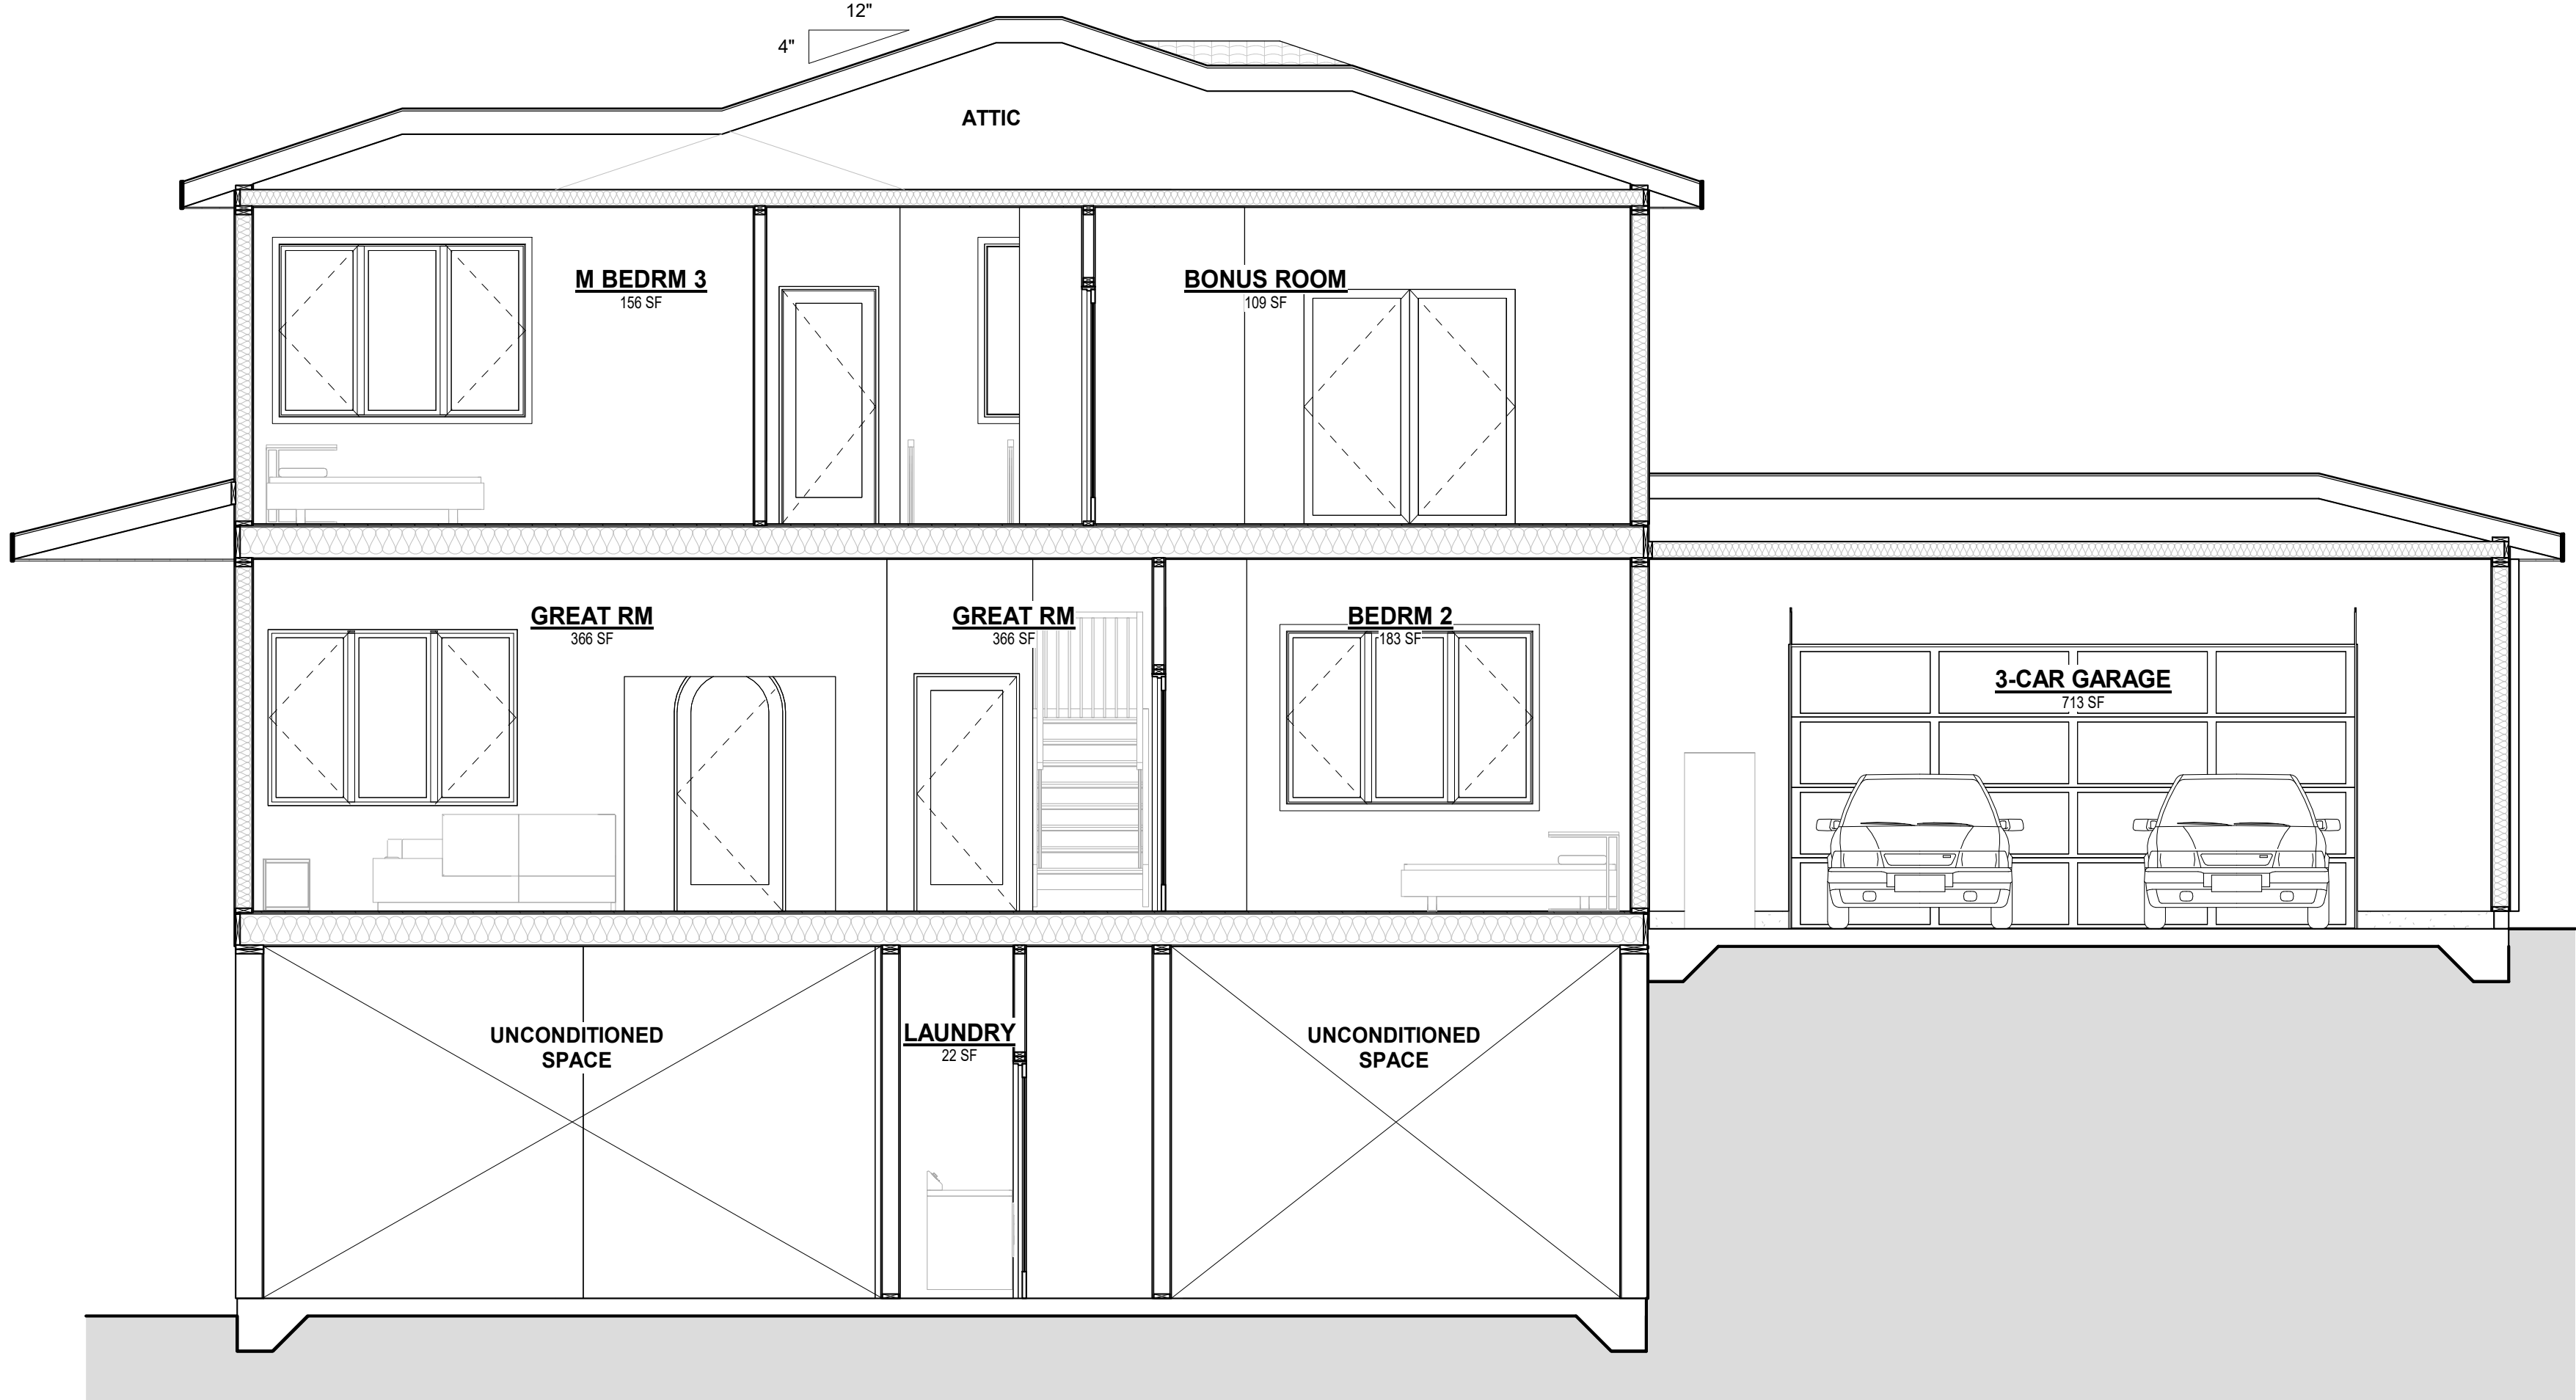 12"
4"
ATTIC
M BEDRM 3
156 SF
BONUS ROOM
109 SF
GREAT RM
366 SF
GREAT RM
366 SF
BEDRM 2
183 SF
3-CAR GARAGE
713 SF
UNCONDITIONED
SPACE
LAUNDRY
22 SF
UNCONDITIONED
SPACE